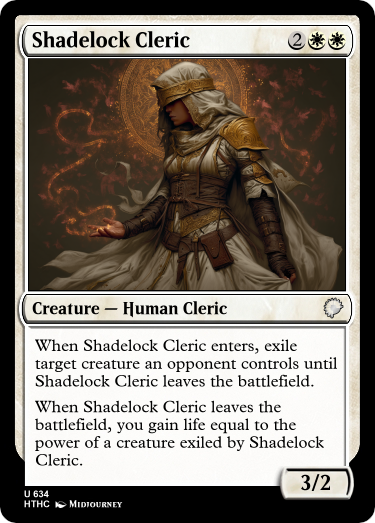 Shadelock Cleric 2
Creature — Human Cleric
When Shadelock Cleric enters, exile
target creature an opponent controls until
Shadelock Cleric leaves the battlefield.
When Shadelock Cleric leaves the
battlefield, you gain life equal to the
power of a creature exiled by Shadelock
Cleric.
3/2
U 634
HTHC Midjourney